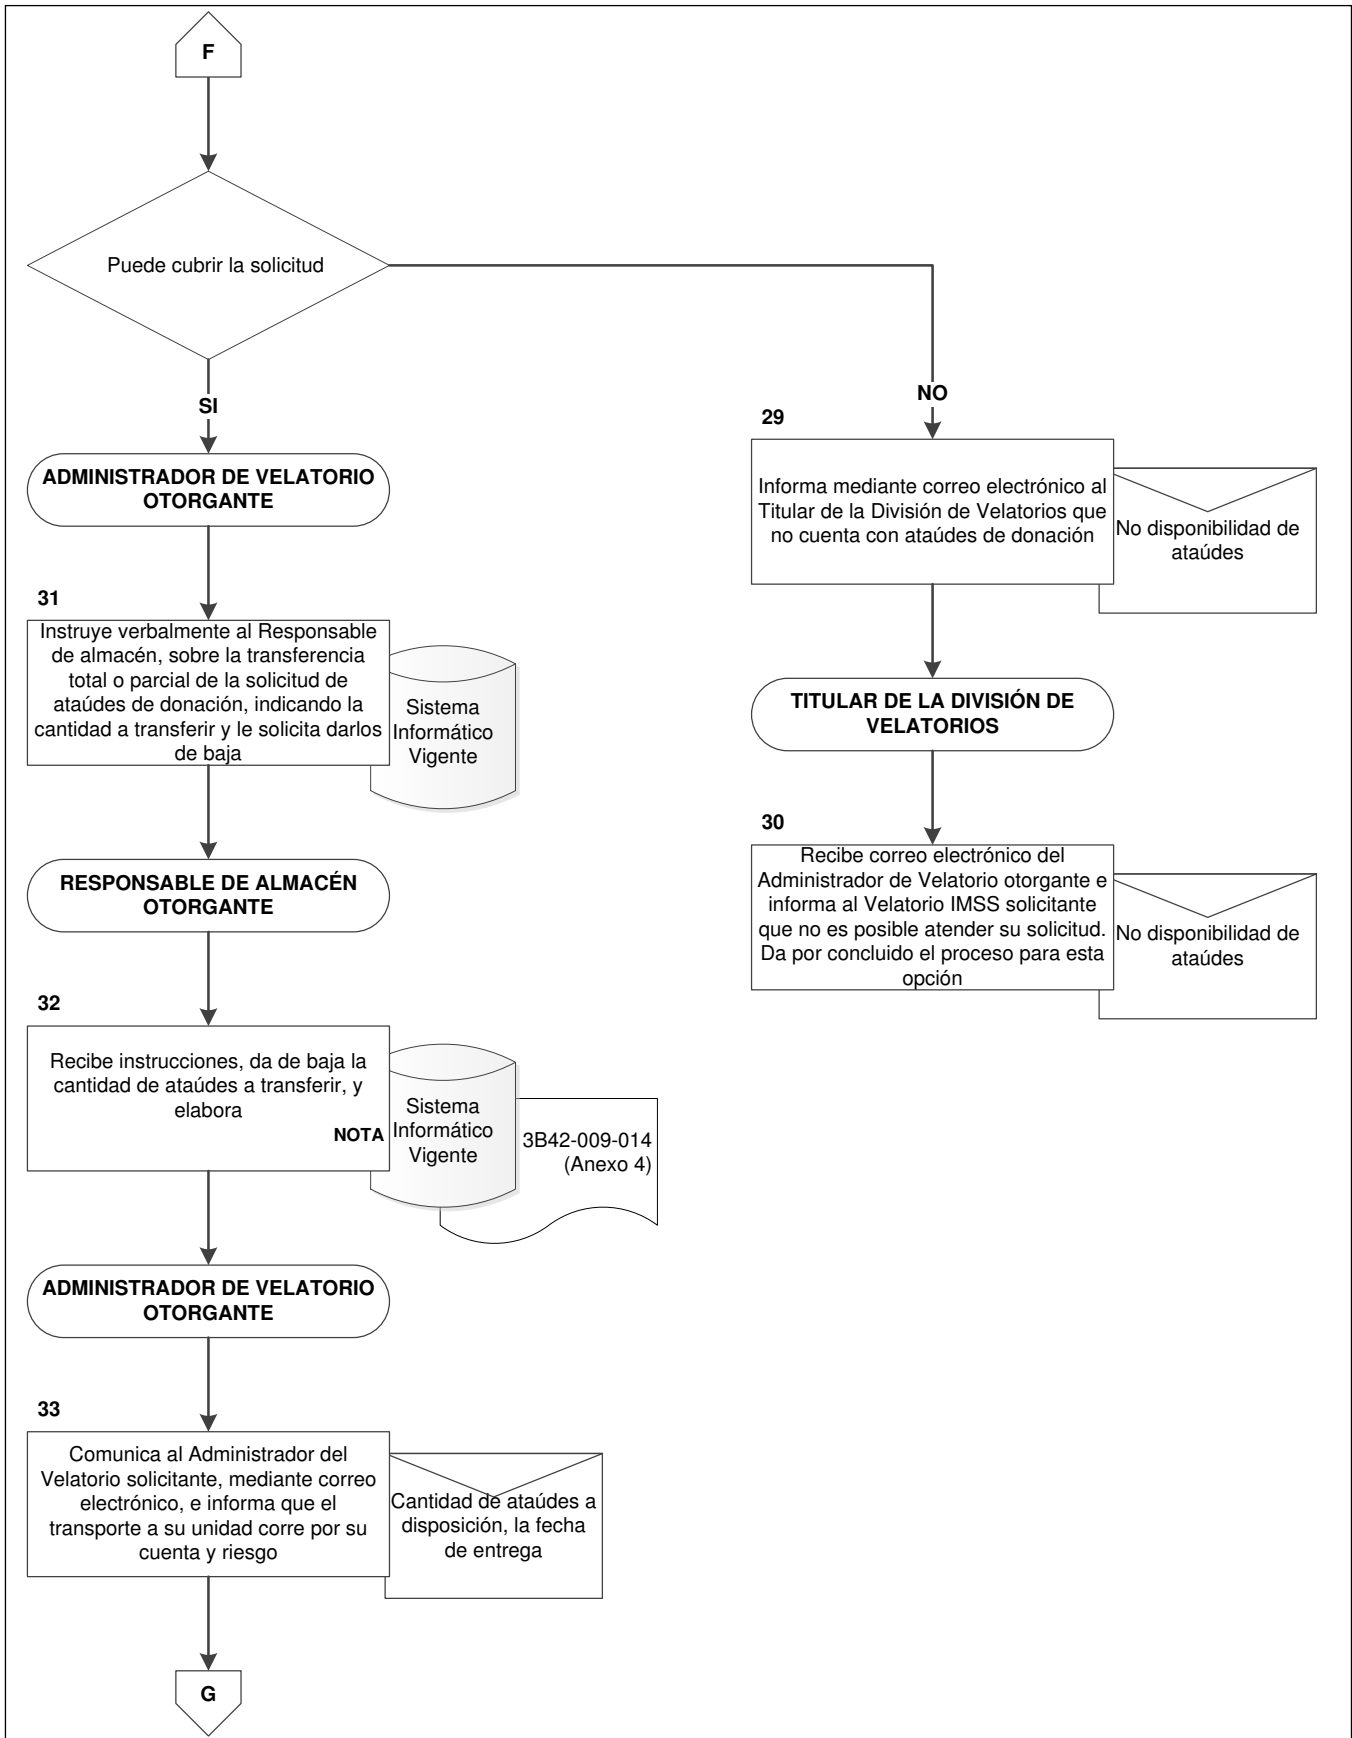 F
Puede cubrir la solicitud
SI
ADMINISTRADOR DE VELATORIO
OTORGANTE
31
Instruye verbalmente al Responsable
de almacén, sobre la transferencia
total o parcial de la solicitud de
ataúdes de donación, indicando la
cantidad a transferir y le solicita darlos
de baja
Sistema
Informático
Vigente
RESPONSABLE DE ALMACÉN
OTORGANTE
32
Recibe instrucciones, da de baja la
cantidad de ataúdes a transferir, y
elabora
NOTA
Sistema
Informático
Vigente
3B42-009-014
(Anexo 4)
ADMINISTRADOR DE VELATORIO
OTORGANTE
33
Comunica al Administrador del
Velatorio solicitante, mediante correo
electrónico, e informa que el
transporte a su unidad corre por su
cuenta y riesgo
Cantidad de ataúdes a
disposición, la fecha
de entrega
G
NO
29
Informa mediante correo electrónico al
Titular de la División de Velatorios que
no cuenta con ataúdes de donación
No disponibilidad de
ataúdes
TITULAR DE LA DIVISIÓN DE
VELATORIOS
30
Recibe correo electrónico del
Administrador de Velatorio otorgante e
informa al Velatorio IMSS solicitante
que no es posible atender su solicitud.
Da por concluido el proceso para esta
opción
No disponibilidad de
ataúdes